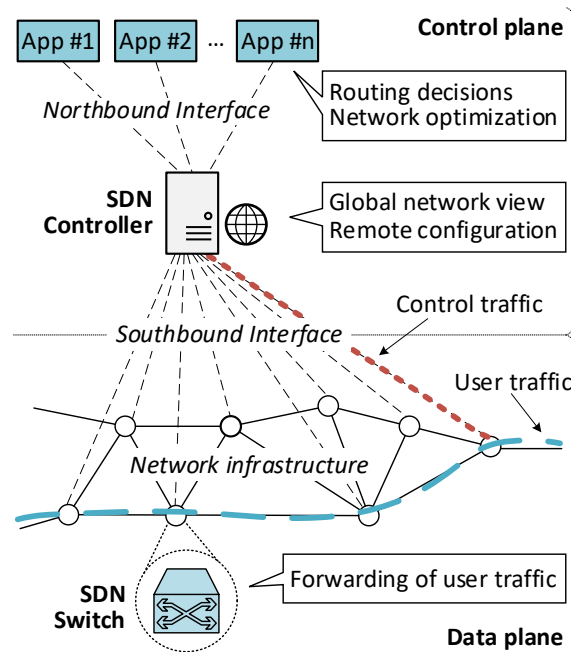 App #1 App #2 ... App #n
Control plane
Northbound Interface
Routing decisions
Network optimization
SDN
Controller
Global network view
Remote configuration
Southbound Interface
Control traffic
User traffic
Network infrastructure
SDN
Switch
Forwarding of user traffic
Data plane